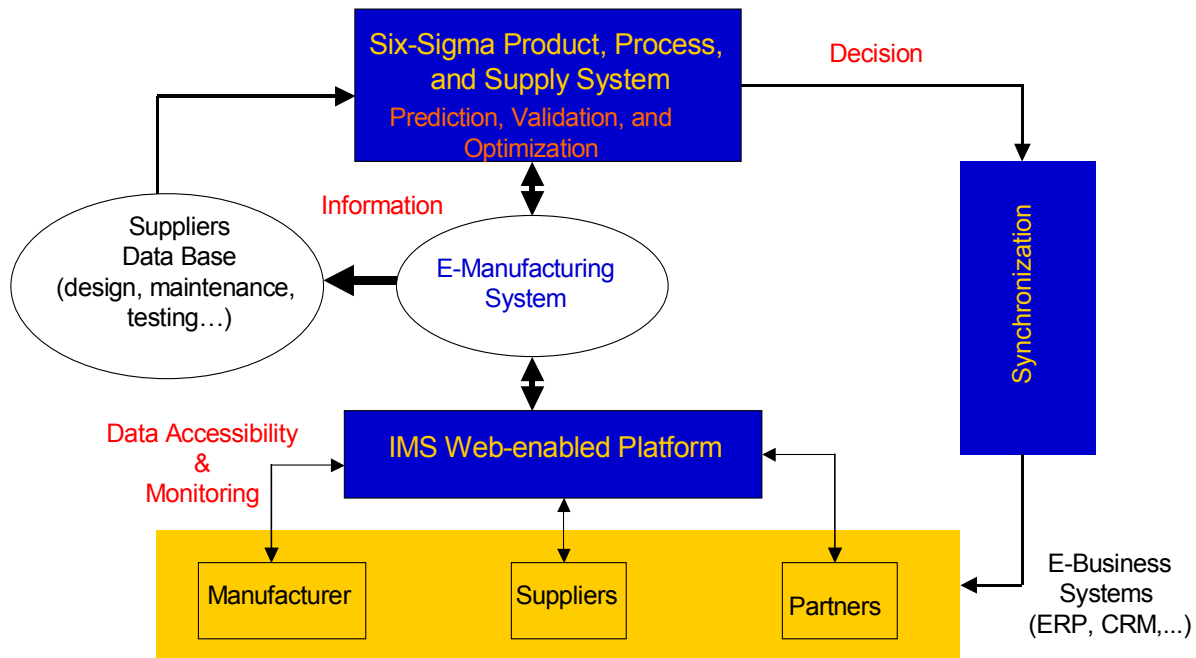 Six-Sigma Product, Process,
and Supply System
Prediction, Validation, and
Optimization
Decision
Information
Suppliers
Data Base
(design, maintenance,
testing…)
E-Manufacturing
System
Synchronization
Data Accessibility
&
Monitoring
IMS Web-enabled Platform
Manufacturer
Suppliers
Partners
E-Business
Systems
(ERP, CRM,...)